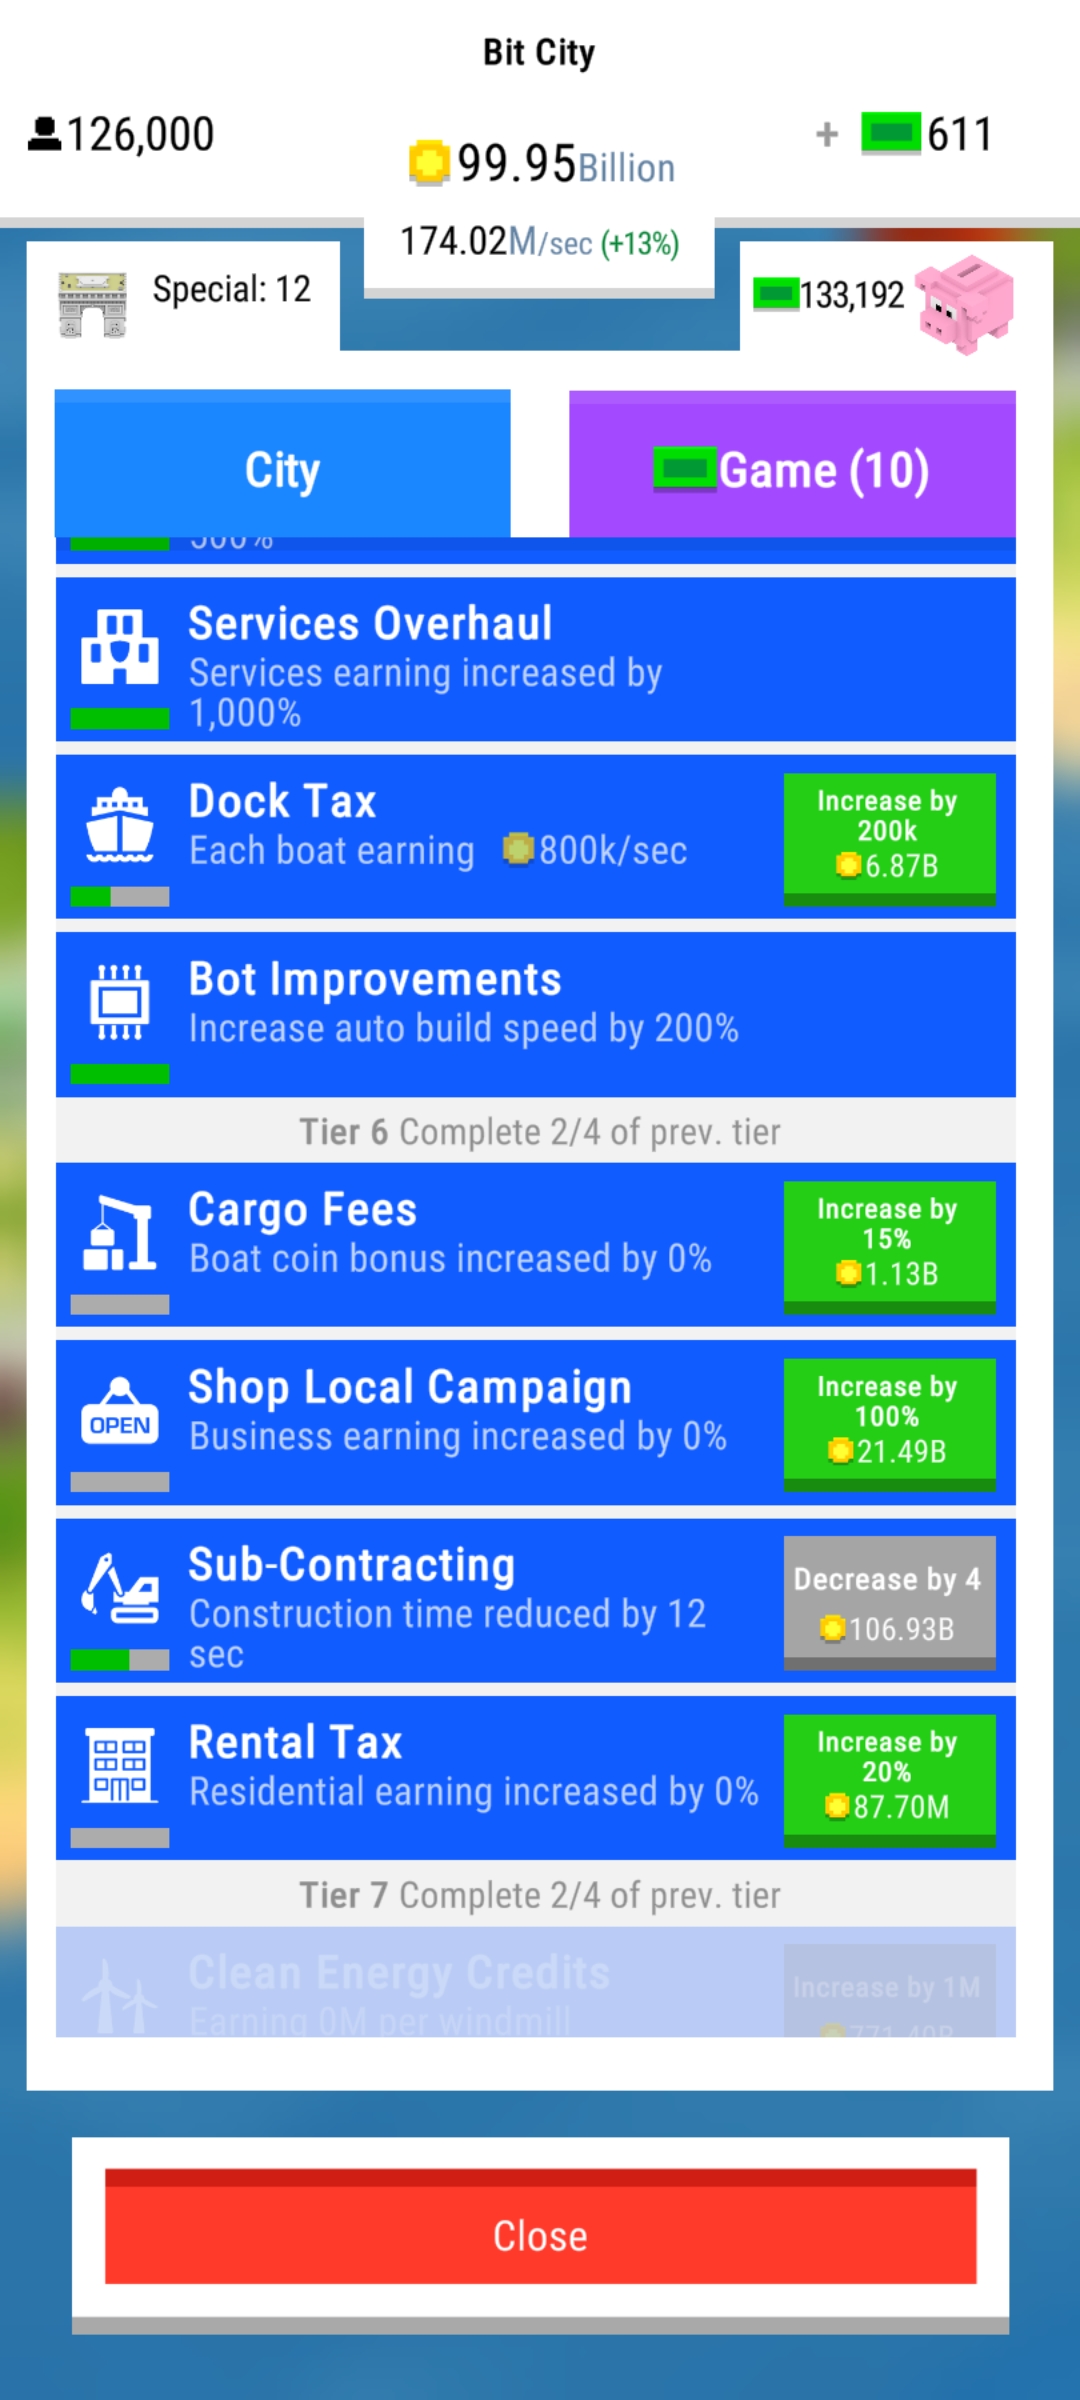 Bit City
126,000
99.95Billion
+ 611
174.02M/sec (+13%)
Special: 12
133,192
City
Game (10)
500%
Services Overhaul
Services earning increased by
1,000%
Dock Tax
Each boat earning 800k/sec
Increase by
200k
6.87B
Bot Improvements
Increase auto build speed by 200%
Tier 6 Complete 2/4 of prev. tier
Cargo Fees
Boat coin bonus increased by 0%
Increase by
15%
1.13B
OPEN
Shop Local Campaign
Business earning increased by 0%
Increase by
100%
21.49B
Sub-Contracting
Construction time reduced by 12
sec
Decrease by 4
106.93B
Rental Tax
Residential earning increased by 0%
Increase by
20%
87.70M
Tier 7 Complete 2/4 of prev. tier
Clean Energy Credits
Earning 0M per windmill
Increase by 1M
Close